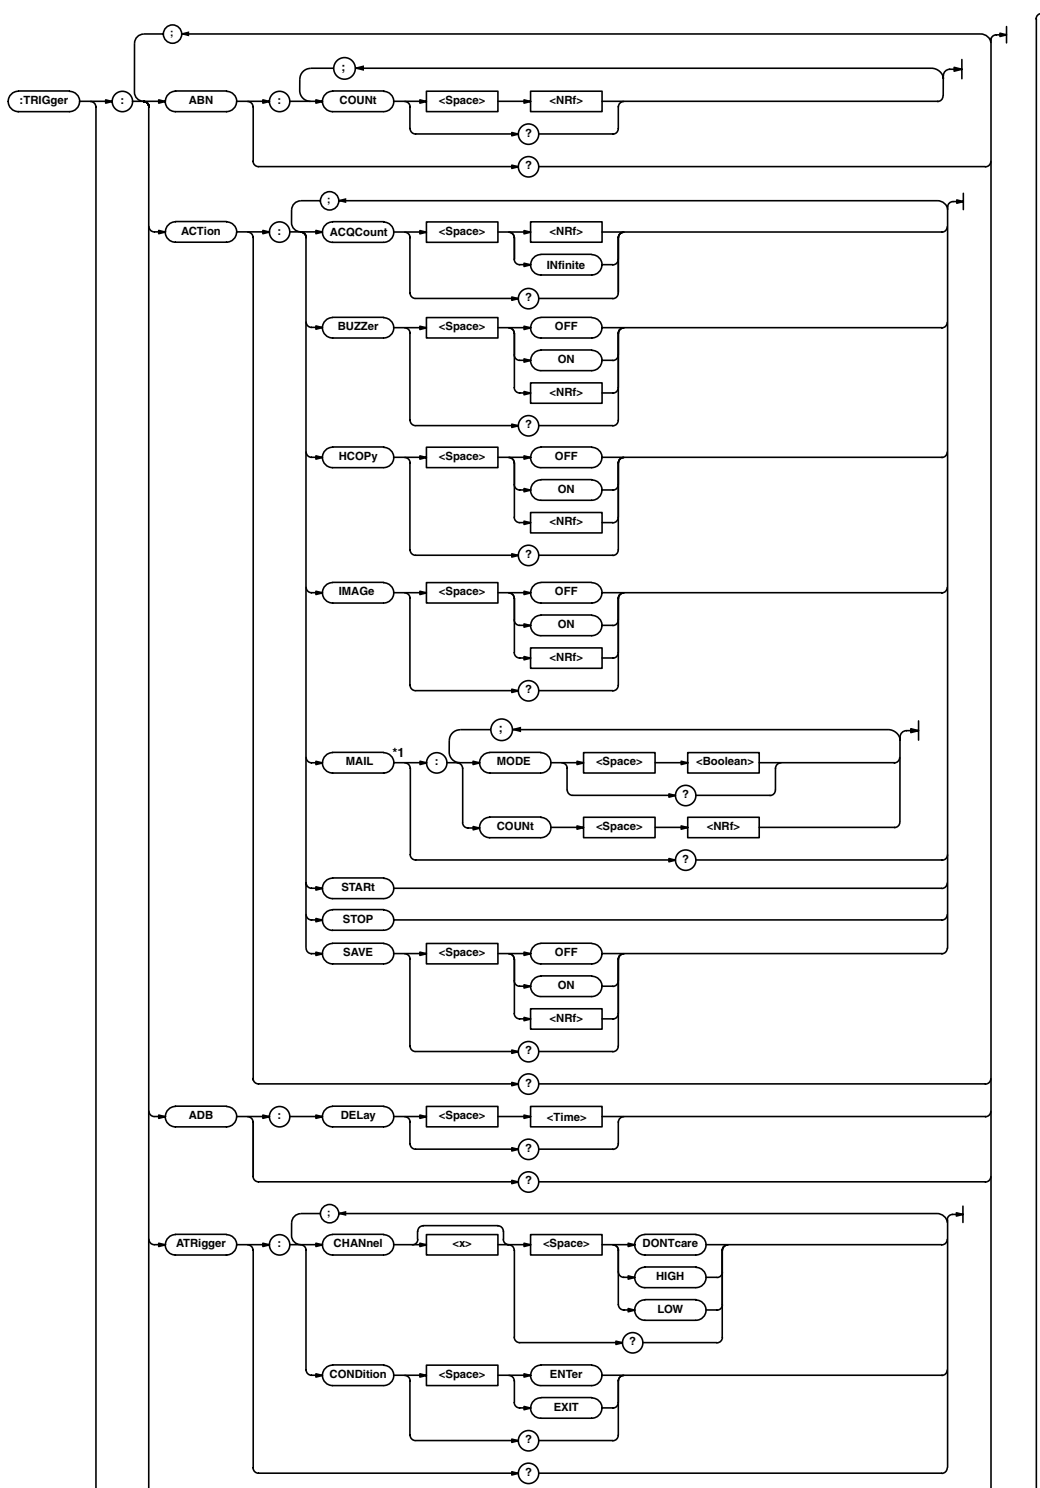 ;
;
:TRIGger : ABN : COUNt <Space> <NRf>
?
?
;
ACTion : ACQCount <Space> <NRf>
INfinite
?
BUZZer <Space> OFF
ON
<NRf>
?
HCOPy <Space> OFF
ON
<NRf>
?
IMAGe <Space> OFF
ON
<NRf>
?
;
MAIL *1 : MODE <Space> <Boolean>
?
COUNt <Space> <NRf>
?
STARt
STOP
SAVE <Space> OFF
ON
<NRf>
?
?
ADB : DELay <Space> <Time>
?
?
;
ATRigger : CHANnel <x> <Space> DONTcare
HIGH
LOW
?
CONDition <Space> ENTer
EXIT
?
?